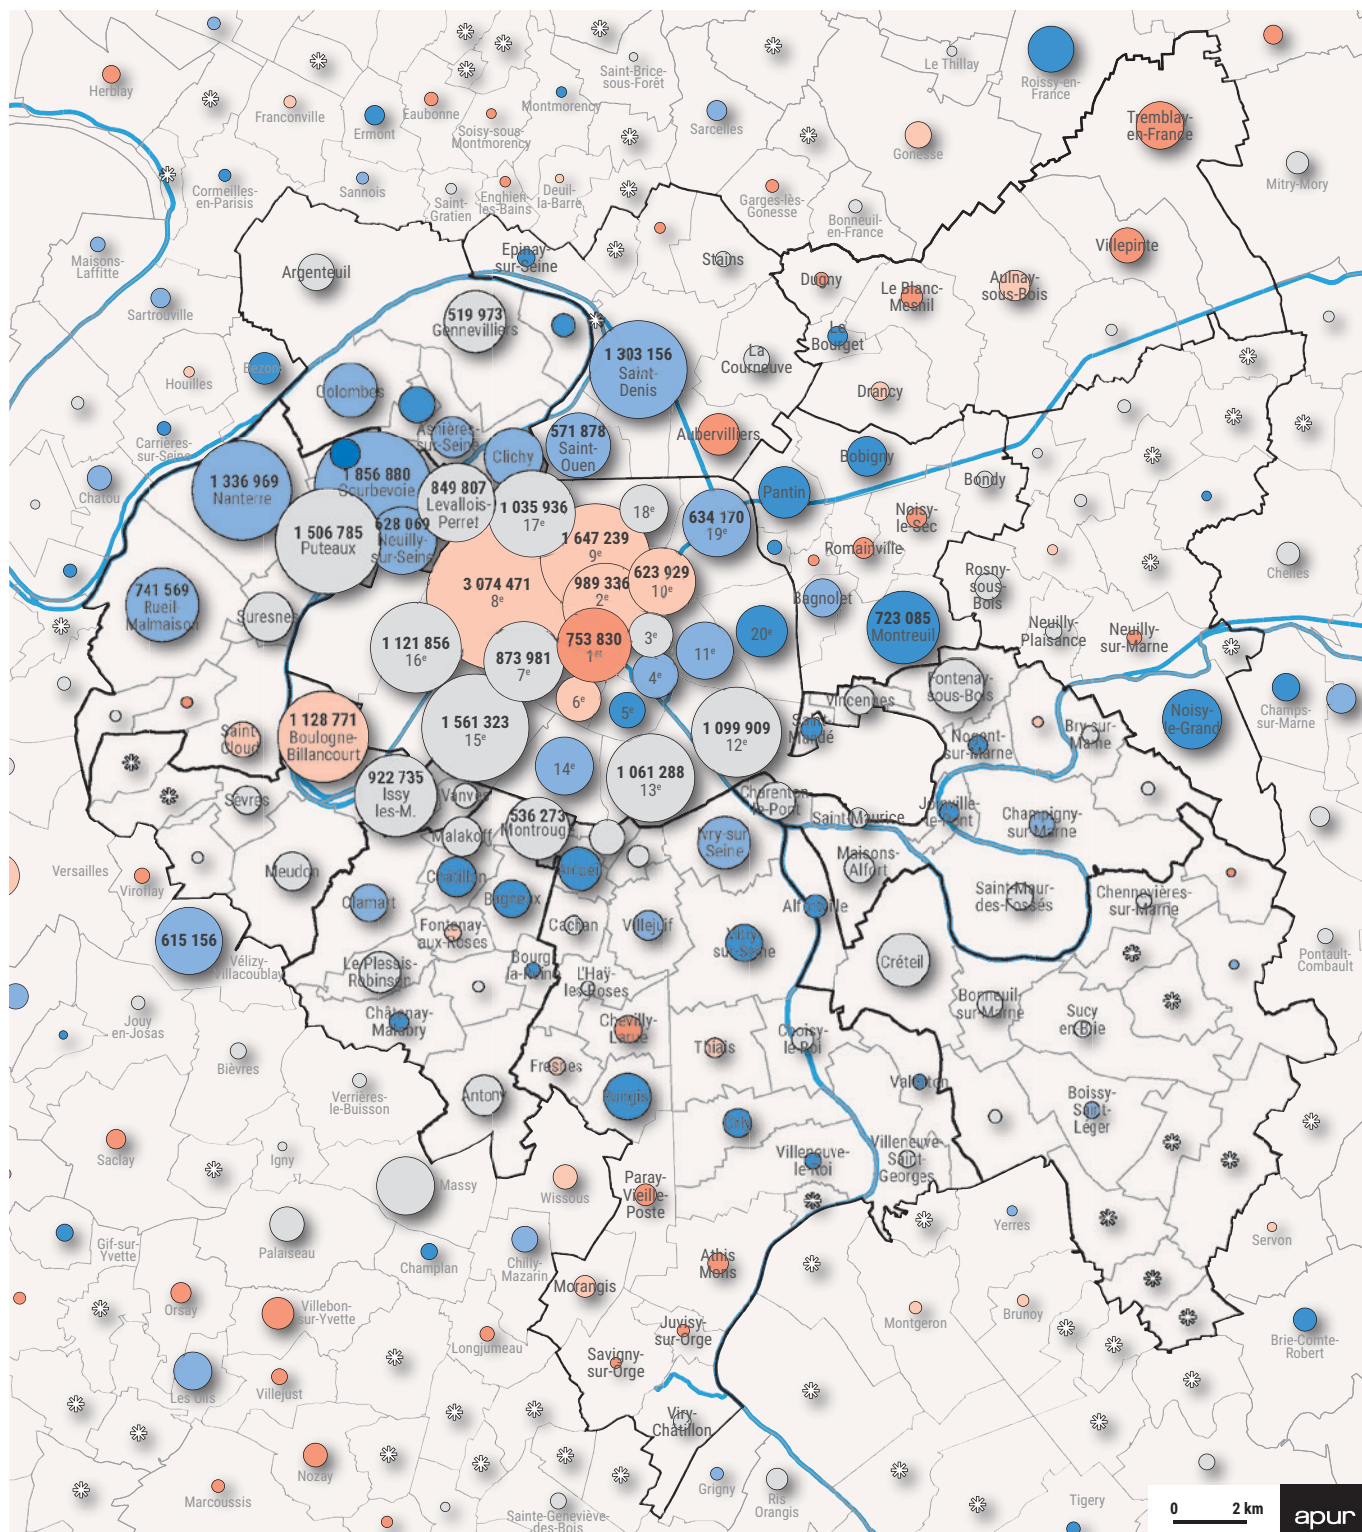 Le Thillay
Saint-Brice-
sous-Forêt
Roissy-en-
France
Herblay
Franconville
Ermont
Eaubonne
Soisy-sous-
Montmorency
Montmorency
Sarcelles
Gonesse
Tremblay-
en-France
Mitry-Mory
Cormeilles-
en-Parisis
Sannois
Saint-
Gratien
Enghien-
les-Bains
Deuil-
la-Barre
Garges-lès-
Gonesse
Bonneuil-
en-France
Maisons-
Laffitte
Argenteuil
Epinay-
sur-Seine
Stains
Dugny
Le Blanc-
Mesnil
Aulnay-
sous-Bois
Villepinte
Sartrouville
519 973
Gennevilliers
1 303 156
Saint-
Denis
Le
Bourget
La
Courneuve
Drancy
Houilles
Bezons
Colombes
Asnières-
sur-Seine
Clichy
571 878
Saint-
Ouen
Aubervilliers
Bobigny
Bondy
Carrières-
sur-Seine
Chatou
1 336 969
Nanterre
1 856 880
Courbevoie
849 807
Levallois-
Perret
1 035 936
17e
18e
634 170
19e
Pantin
Noisy-
le-Sec
Romainville
1 506 785
Puteaux
628 069
Neuilly-
sur-Seine
1 647 239
9e
3 074 471
8e
989 336
2e
623 929
10e
Chelles
Rosny-
sous-
Bois
741 569
Rueil-
Malmaison
Suresnes
Bagnolet
723 085
Montreuil
Neuilly-
Plaisance
Neuilly-
sur-Marne
1 121 856
16e
873 981
7e
753 830
1er
3e
11e
20e
4e
6e
5e
Fontenay-
sous-Bois
Vincennes
Noisy-
le-Grand
Champs-
sur-Marne
Saint
Cloud
1 128 771
Boulogne-
Billancourt
1 561 323
15e
14e
1 061 288
13e
1 099 909
12e
Saint-
Mandé
Nogent-
sur-Marne
Bry-sur-
Marne
922 735
Issy
les-M.
Sèvres
Vanves
Malakoff
536 273
Montrouge
Charenton-
le-Pont
Saint-Maurice
Joinville-
le-Pont
Champigny-
sur-Marne
Ivry-sur
Seine
Maisons-
Alfort
Versailles
Viroflay
Meudon
Châtillon
Bagneux
Arcueil
Clamart
Fontenay-
aux-Roses
Cachan
Villejuif
Vitry-
sur-Seine
Alfortville
Saint-Maur-
des-Fossés
Chennevières-
sur-Marne
615 156
Vélizy-
Villacoublay
Le Plessis-
Robinson
Bourg-
la-Reine
L'Haÿ-
les-Roses
Créteil
Pontault-
Combault
Jouy
en-Josas
Châtenay-
Malabry
Chevilly-
Larue
Thiais
Choisy-
le-Roi
Bonneuil-
sur-Marne
Sucy
en-Brie
Bièvres
Verrières-
le-Buisson
Antony
Fresnes
Rungis
Orly
Valenton
Boissy-
Saint-
Léger
Saclay
Igny
Massy
Wissous
Paray-
Vieille-
Poste
Villeneuve-
le-Roi
Villeneuve-
Saint-
Georges
Yerres
Servon
Gif-sur-
Yvette
Palaiseau
Champlan
Chilly-
Mazarin
Athis
Mons
Morangis
Orsay
Villebon-
sur-Yvette
Longjumeau
Juvisy-
sur-Orge
Savigny-
sur-Orge
Montgeron
Brunoy
Brie-Comte-
Robert
Les Ulis
Villejust
Viry-
Châtillon
Nozay
Marcoussis
Sainte-Geneviève-
des-Bois
Grigny
Ris
Orangis
Tigery
0 2 km
apur